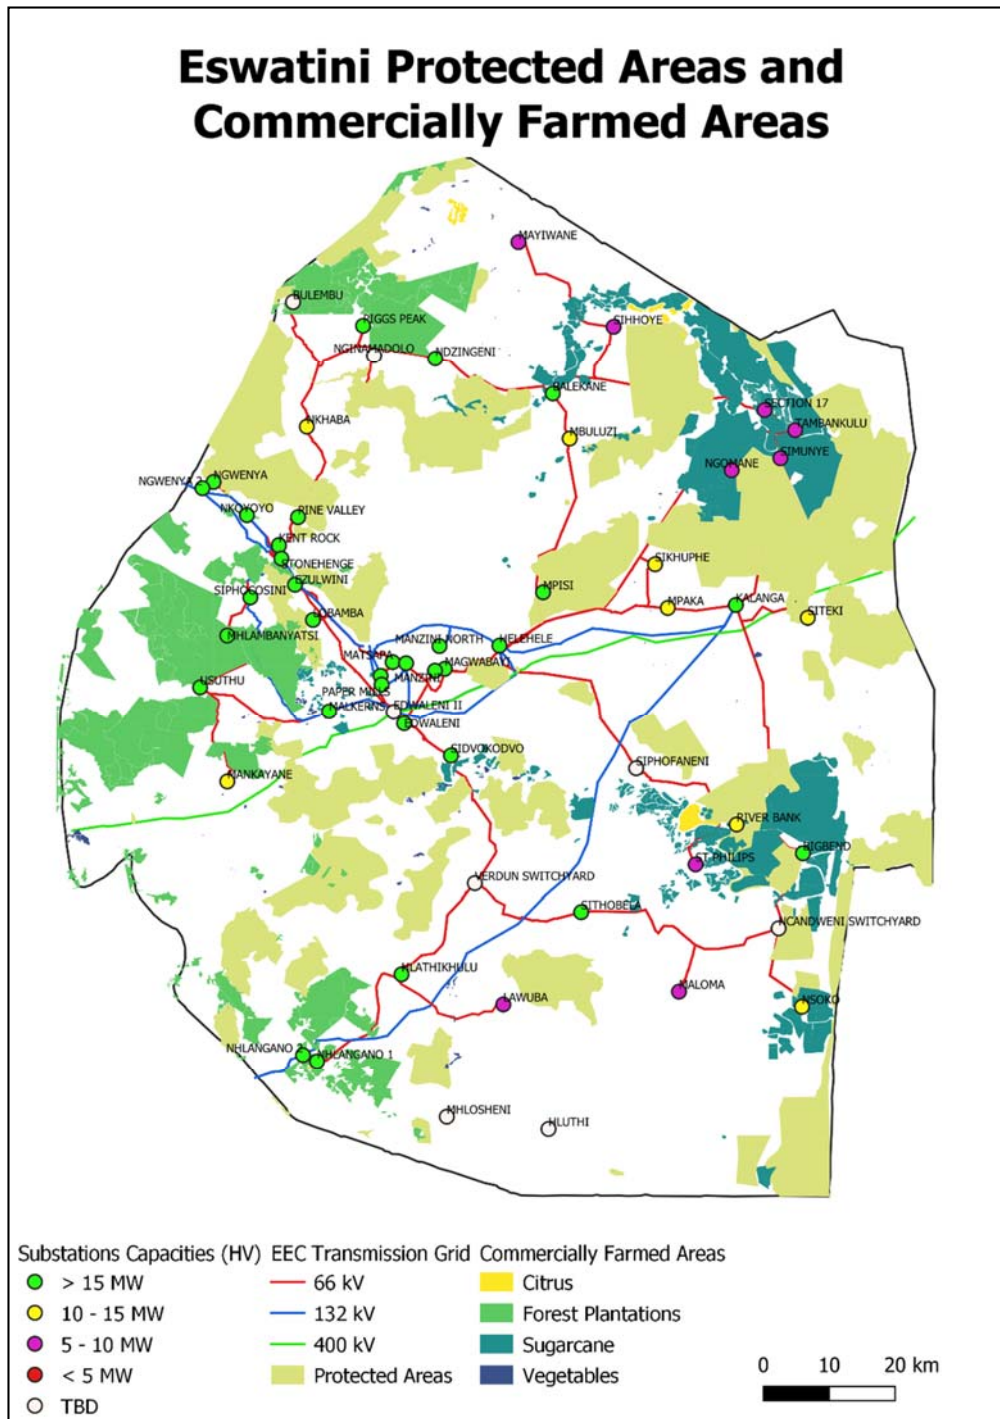 Eswatini Protected Areas and
Commercially Farmed Areas
MAYIWANE
BULEMBU
PIGGS PEAK
SIHHOYE
NGINAMADOLO
NDZINGENI
BALEKANE
SECTION 17
NKHABA
MBULUZI
TAMBANKULU
SIMUNYE
NGOMANE
NGWENYA 2
NGWENYA
NKOYOYO
PINE VALLEY
KENT ROCK
STONEHENGE
SIKHUPHE
EZULWINI
SIPHOCOSINI
MPISI
MPAKA
KALANGA
SITEKI
LOBAMBA
MHLAMBANYATSI
MANZINI NORTH
HELEHELE
MATSAPA
MAGWABAYI
MANZINI
USUTHU
PAPER MILLS
MALKERNS
EDWALENI II
EDWALENI
SIDVOKODVO
SIPHOFANENI
MANKAYANE
RIVER BANK
BIGBEND
ST PHILIPS
VERDUN SWITCHYARD
SITHOBELA
NCANDWENI SWITCHYARD
HLATHIKHULU
MALOMA
LAWUBA
NSOKO
NHLANGANO 2
NHLANGANO 1
MHLOSHENI
HLUTHI
Substations Capacities (HV)
> 15 MW
10 - 15 MW
5 - 10 MW
< 5 MW
TBD
EEC Transmission Grid
66 kV
132 kV
400 kV
Protected Areas
Commercially Farmed Areas
Citrus
Forest Plantations
Sugarcane
Vegetables
0 10 20 km